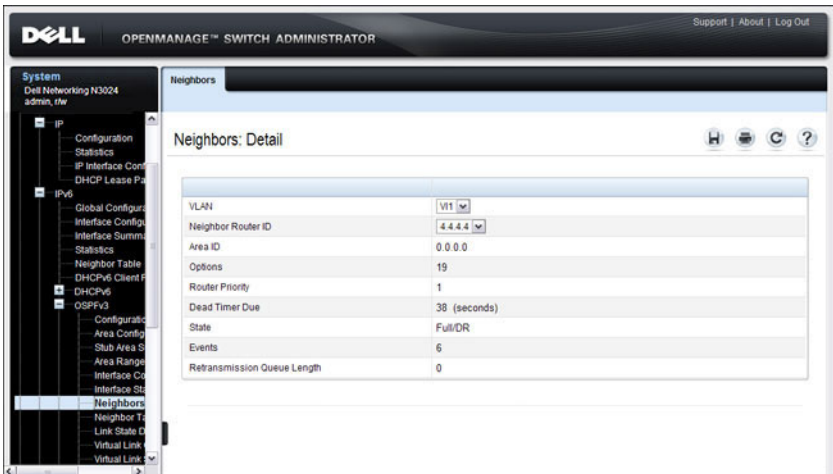 Support | About | Log Out
DELL OPENMANAGE™ SWITCH ADMINISTRATOR
System
Dell Networking N3024
admin, r/w
IP
Configuration
Statistics
IP Interface Conf
DHCP Lease Pa
IPv6
Global Configura
Interface Configu
Interface Summa
Statistics
Neighbor Table
DHCPv6 Client P
DHCPv6
OSPFv3
Configuratio
Area Config
Stub Area S
Area Range
Interface Co
Interface Sta
Neighbors
Neighbor Ta
Link State D
Virtual Link
Virtual Link
Neighbors
Neighbors: Detail
VLAN Vl1
Neighbor Router ID 4.4.4.4
Area ID 0.0.0.0
Options 19
Router Priority 1
Dead Timer Due 38 (seconds)
State Full/DR
Events 6
Retransmission Queue Length 0